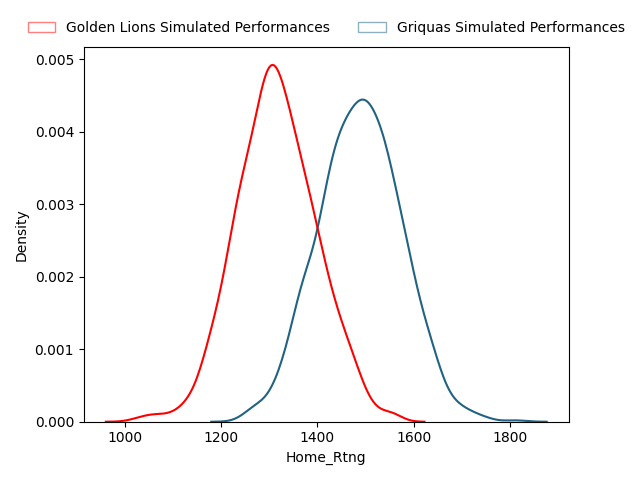 Golden Lions Simulated Performances Griquas Simulated Performances
0.005
0.004
0.003
0.002
0.001
0.000
Density
1000 1200 1400 1600 1800
Home_Rtng